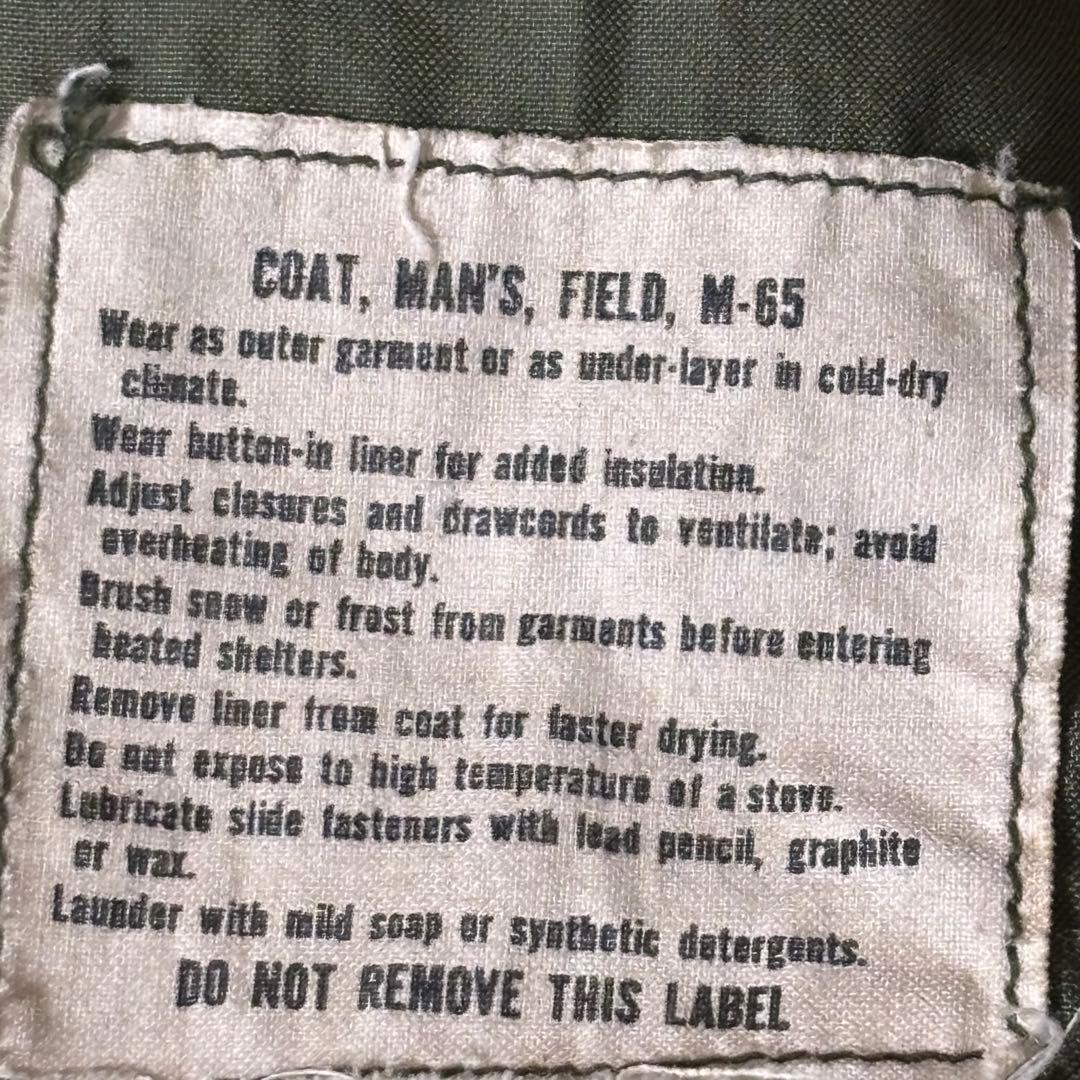 COAT, MAN'S, FIELD, M-65
Wear as outer garment or as under-layer in cold-dry
climate.
Wear button-in liner for added insulation.
Adjust closures and drawcords to ventilate; avoid
overheating of body.
Brush snow or frost from garments before entering
heated shelters.
Remove liner from coat for faster drying.
Do not expose to high temperature of a stove.
Lubricate slide fasteners with lead pencil, graphite
or wax.
Launder with mild soap or synthetic detergents.
DO NOT REMOVE THIS LABEL